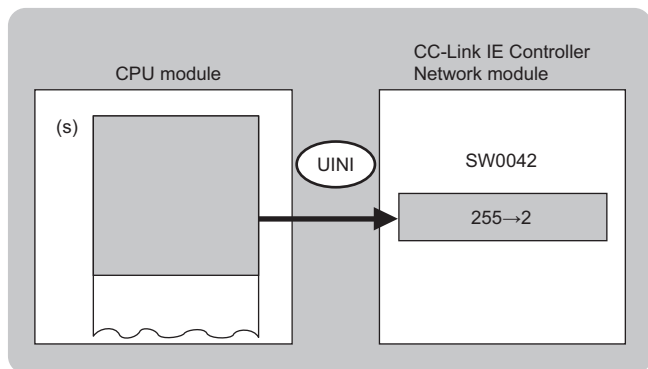 CPU module
CC-Link IE Controller
Network module
(s)
UINI
SW0042
255→2